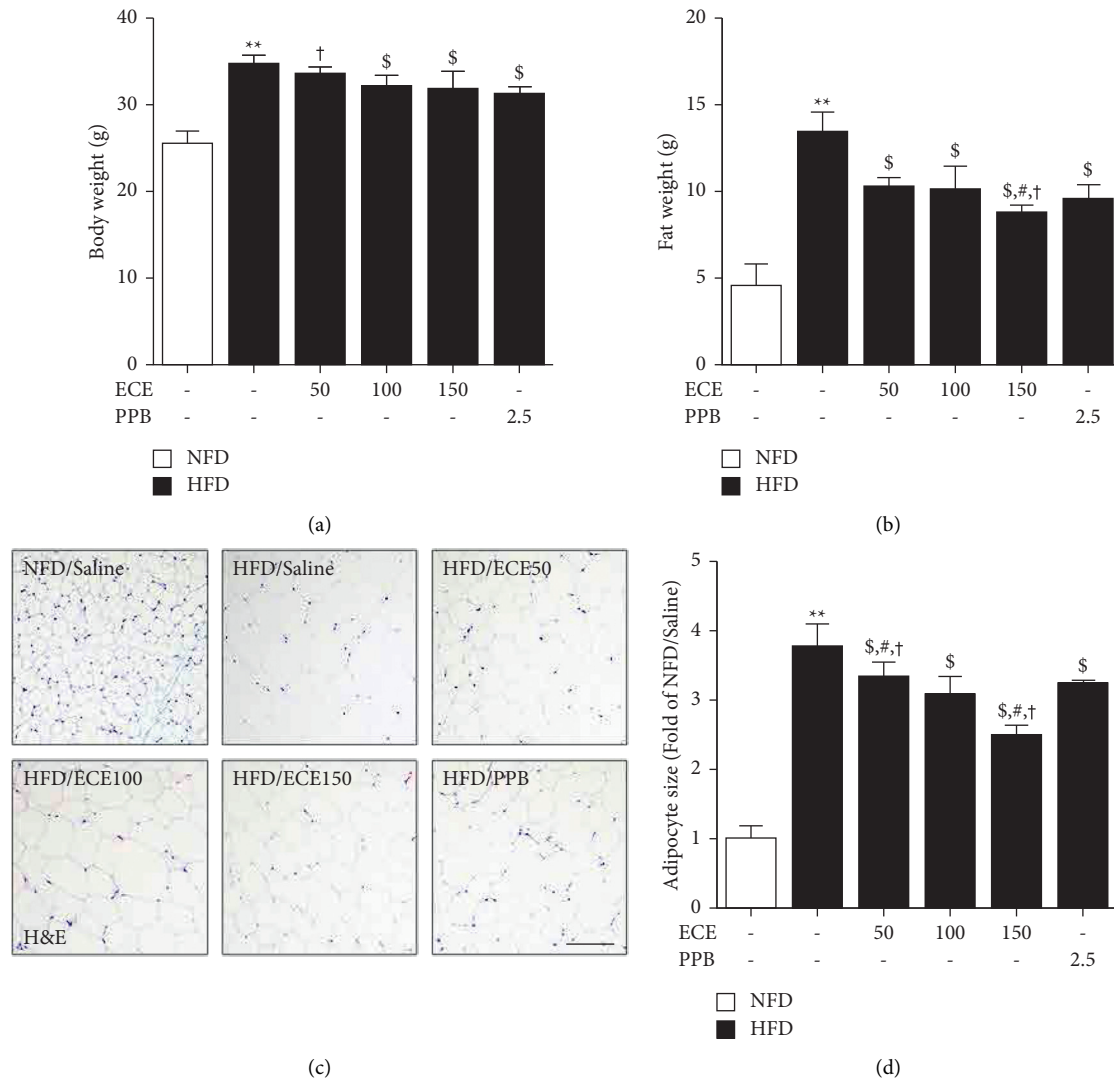 40
30
20
10
0
Body weight (g)
**
†
$
$
$
ECE - - 50 100 150 -
PPB - - - - - 2.5
NFD
HFD
(a)
20
15
10
5
0
Fat weight (g)
**
$
$
$,#,†
$
ECE - - 50 100 150 -
PPB - - - - - 2.5
NFD
HFD
(b)
NFD/Saline
HFD/Saline
HFD/ECE50
HFD/ECE100
HFD/ECE150
HFD/PPB
H&E
(c)
5
4
3
2
1
0
Adipocyte size (Fold of NFD/Saline)
**
$,#,†
$
$,#,†
$
ECE - - 50 100 150 -
PPB - - - - - 2.5
NFD
HFD
(d)